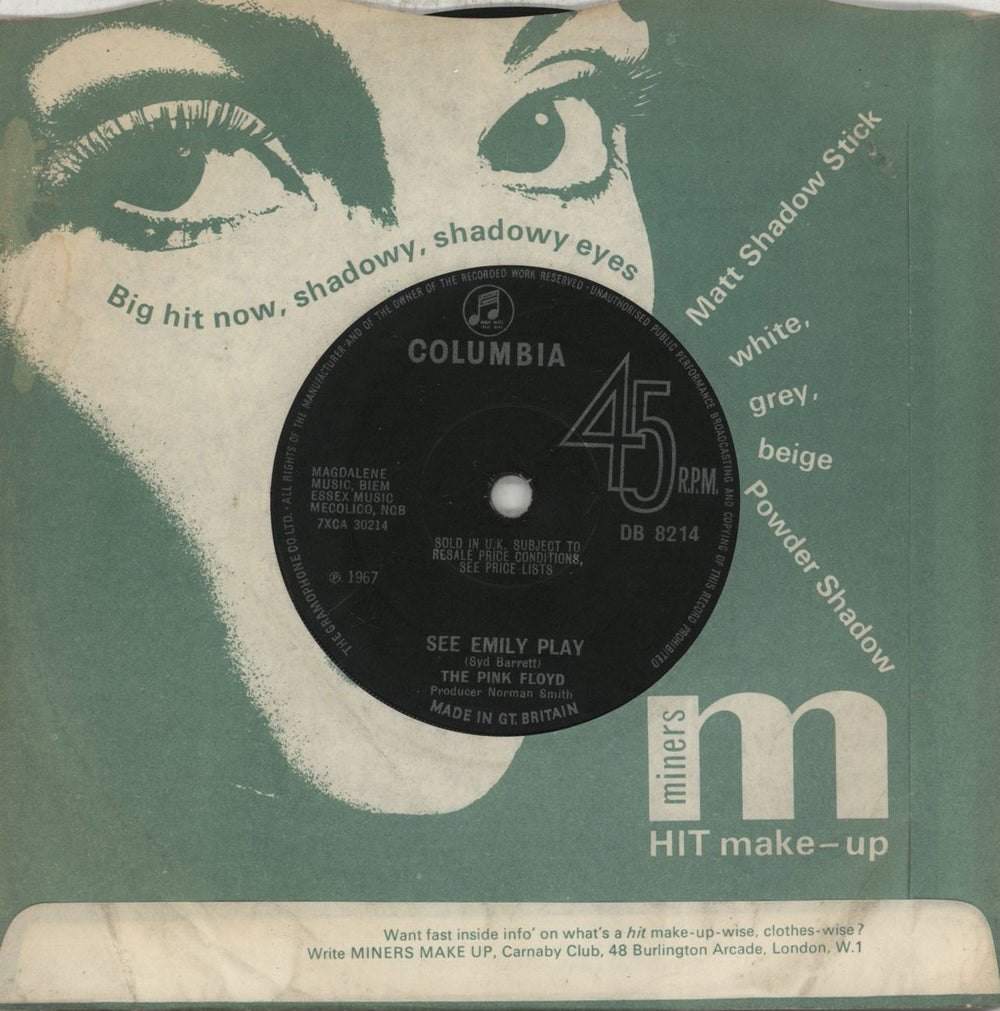 Big hit now, shadowy, shadowy eyes
Matt Shadow Stick
white,
grey,
beige
Powder Shadow
THE GRAMOPHONE CO. LTD. · ALL RIGHTS OF THE MANUFACTURER AND OF THE OWNER OF THE RECORDED WORK RESERVED · UNAUTHORISED PUBLIC PERFORMANCE BROADCASTING AND COPYING OF THIS RECORD PROHIBITED
COLUMBIA
45
R.P.M.
MAGDALENE
MUSIC, BIEM
ESSEX MUSIC
MECOLICO, NCB
7XCA 30214
DB 8214
SOLD IN U.K. SUBJECT TO
RESALE PRICE CONDITIONS,
SEE PRICE LISTS
℗ 1967
SEE EMILY PLAY
(Syd Barrett)
THE PINK FLOYD
Producer Norman Smith
MADE IN GT. BRITAIN
miners
m
HIT make-up
Want fast inside info' on what's a hit make-up-wise, clothes-wise?
Write MINERS MAKE UP, Carnaby Club, 48 Burlington Arcade, London, W.1